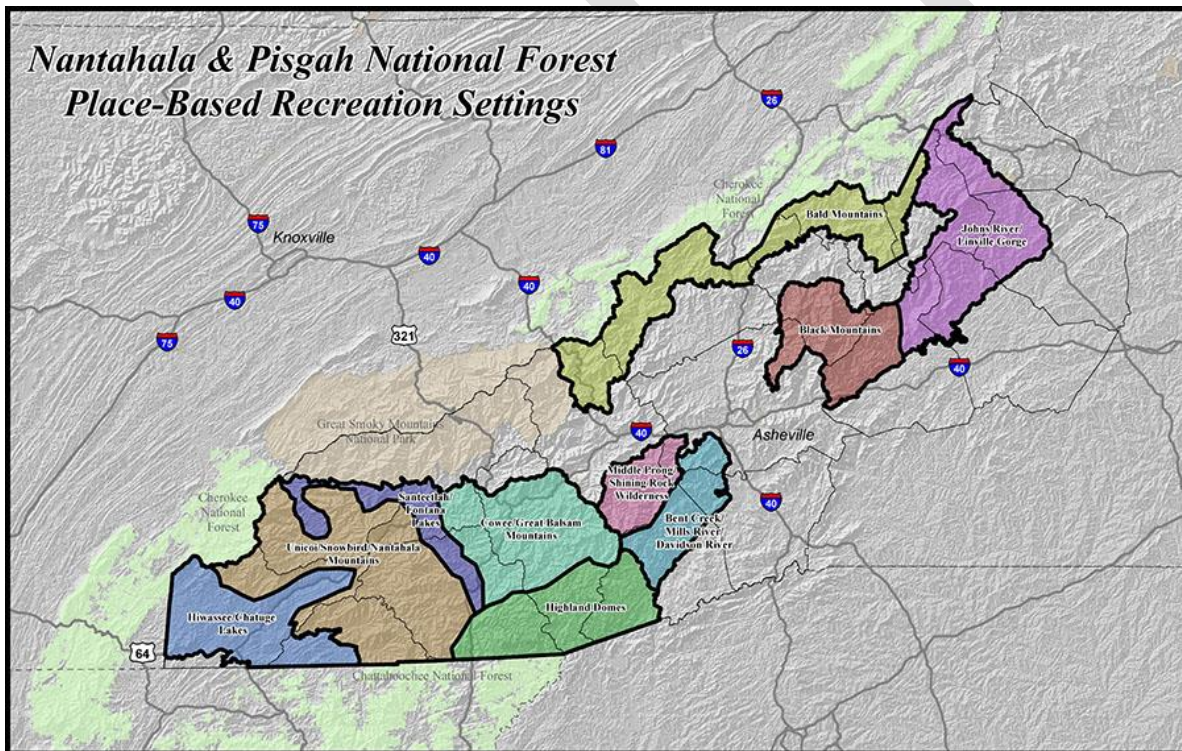 Nantahala & Pisgah National Forest
Place-Based Recreation Settings
26
81
Cherokee
National
Forest
Bald Mountains
75
Knoxville
Johns River/
Linville Gorge
40
40
40
321
Black Mountains
75
26
40
Great Smoky Mountains
National Park
40
Asheville
Middle Prong/
Shining Rock
Wilderness
Cherokee
National
Forest
Santeetlah/
Fontana
Lakes
40
Cowee/Great Balsam
Mountains
Bent Creek/
Mills River/
Davidson River
Unicoi/Snowbird/Nantahala
Mountains
Highland Domes
Hiwassee/Chatuge
Lakes
64
Chattahoochee National Forest